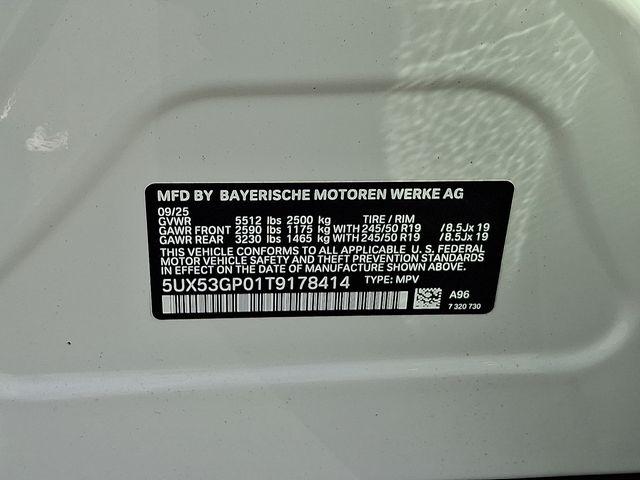 MFD BY BAYERISCHE MOTOREN WERKE AG
09/25
GVWR 5512 lbs 2500 kg TIRE / RIM
GAWR FRONT 2590 lbs 1175 kg WITH 245/50 R19 /8.5Jx 19
GAWR REAR 3230 lbs 1465 kg WITH 245/50 R19 /8.5Jx 19
THIS VEHICLE CONFORMS TO ALL APPLICABLE U.S. FEDERAL
MOTOR VEHICLE SAFETY AND THEFT PREVENTION STANDARDS
IN EFFECT ON THE DATE OF MANUFACTURE SHOWN ABOVE.
5UX53GP01T9178414 TYPE: MPV
A96
7 320 730